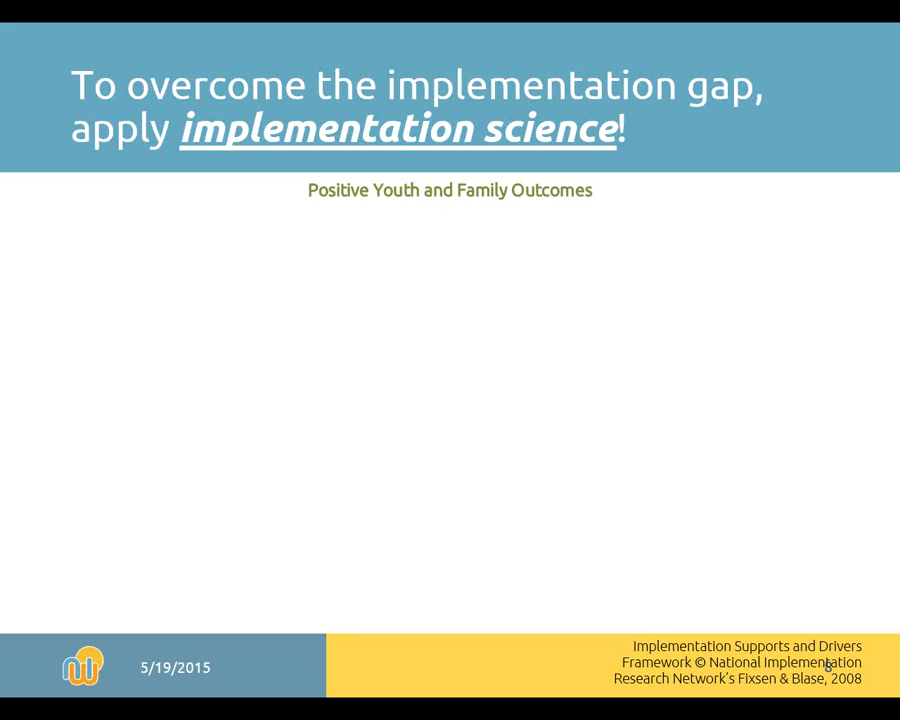 To overcome the implementation gap,
apply implementation science!
Positive Youth and Family Outcomes
5/19/2015
Implementation Supports and Drivers
Framework © National Implementation
Research Network's Fixsen & Blase, 2008
8